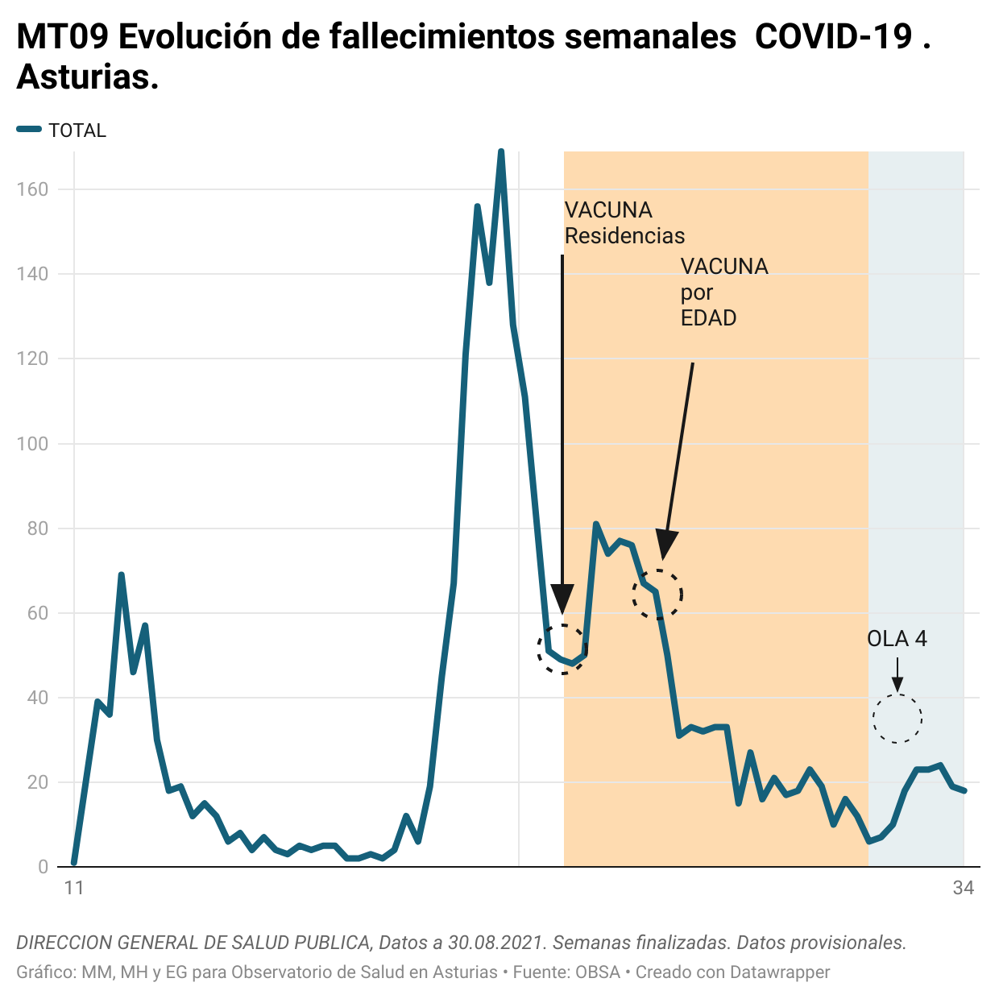 MT09 Evolución de fallecimientos semanales  COVID-19 .
Asturias.
TOTAL
160
140
120
100
80
60
40
20
0
VACUNA
Residencias
VACUNA
por
EDAD
OLA 4
11
34
DIRECCION GENERAL DE SALUD PUBLICA, Datos a 30.08.2021. Semanas finalizadas. Datos provisionales.
Gráfico: MM, MH y EG para Observatorio de Salud en Asturias • Fuente: OBSA • Creado con Datawrapper